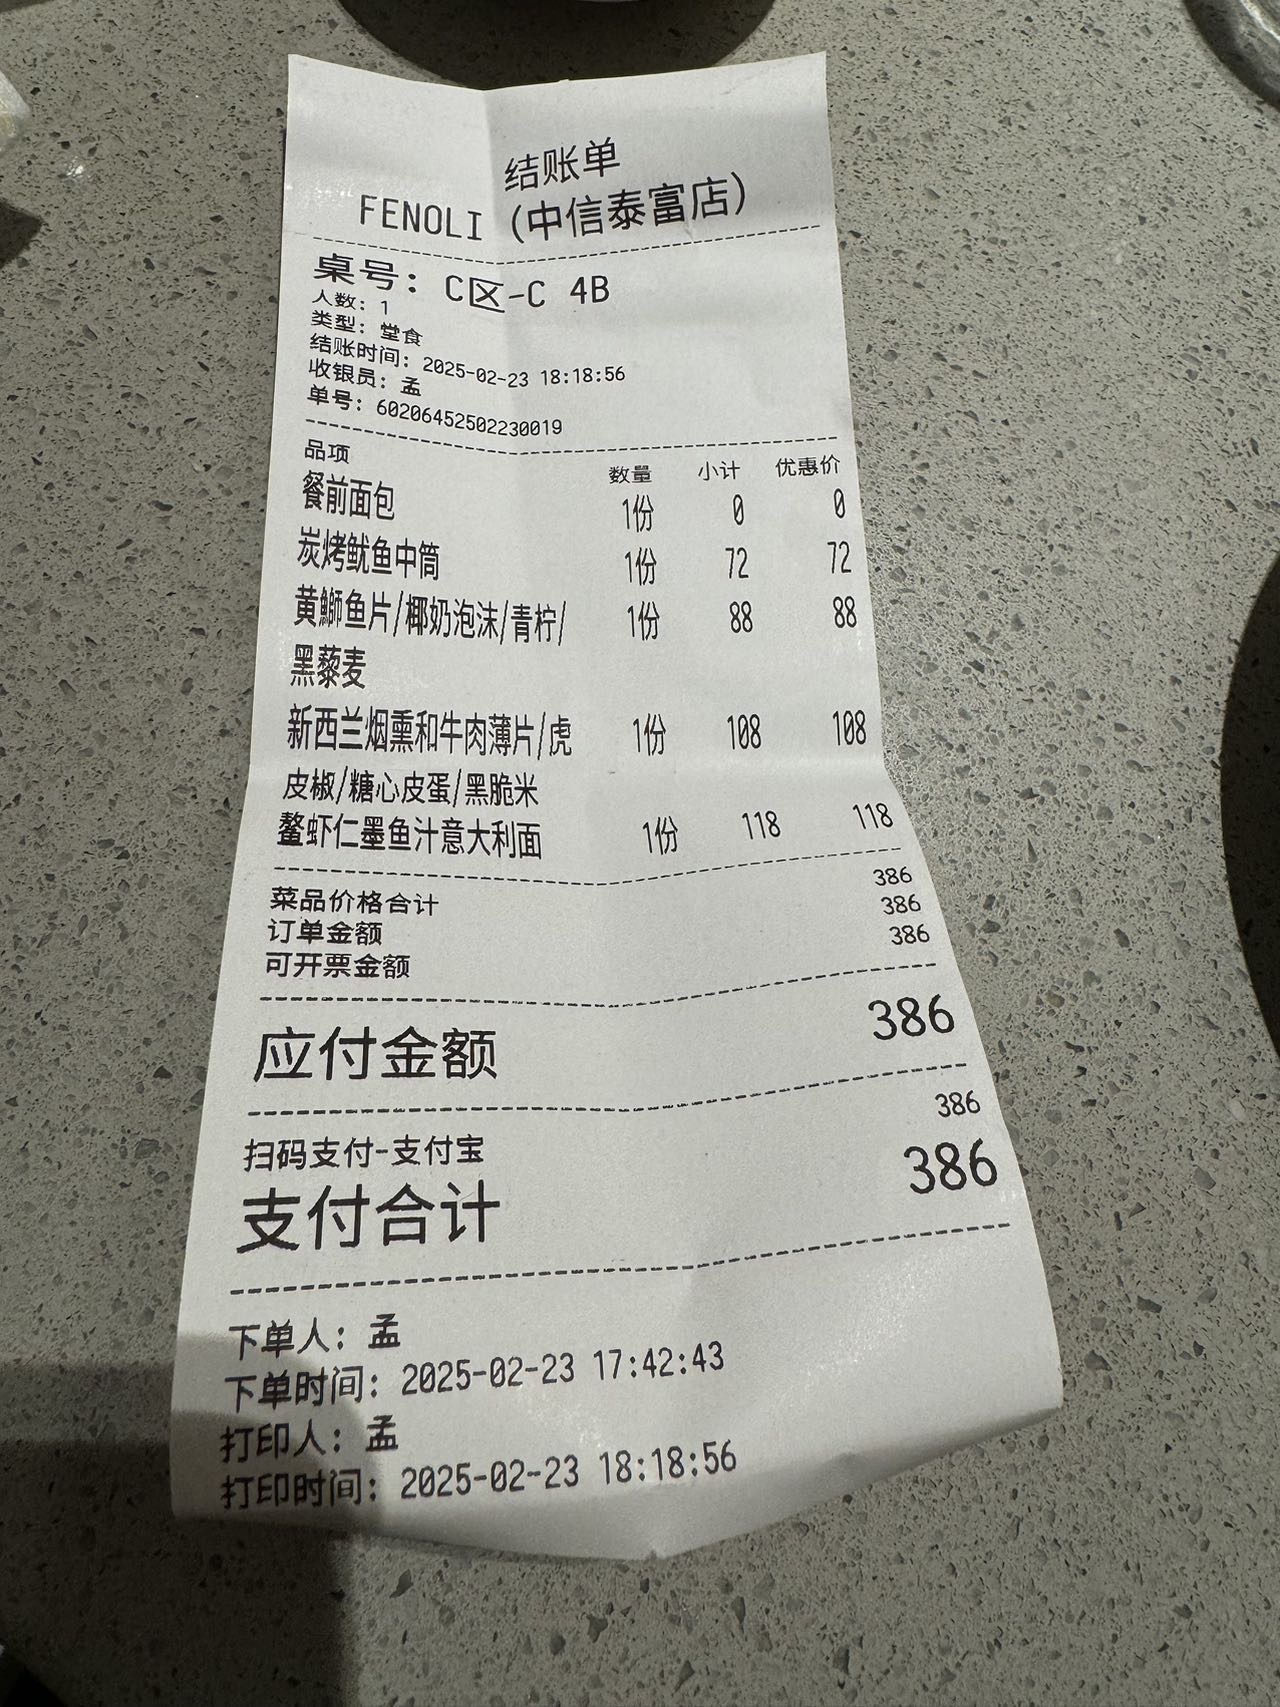 结账单
FENOLI (中信泰富店)
桌号: C区-C 4B
人数: 1
类型: 堂食
结账时间: 2025-02-23 18:18:56
收银员: 孟
单号: 60206452502230019
品项 数量 小计 优惠价
餐前面包 1份 0 0
炭烤鱿鱼中筒 1份 72 72
黄鰤鱼片/椰奶泡沫/青柠/ 1份 88 88
黑藜麦
新西兰烟熏和牛肉薄片/虎 1份 108 108
皮椒/糖心皮蛋/黑脆米
鳌虾仁墨鱼汁意大利面 1份 118 118
菜品价格合计 386
订单金额 386
可开票金额 386
应付金额 386
扫码支付-支付宝 386
支付合计 386
下单人: 孟
下单时间: 2025-02-23 17:42:43
打印人: 孟
打印时间: 2025-02-23 18:18:56